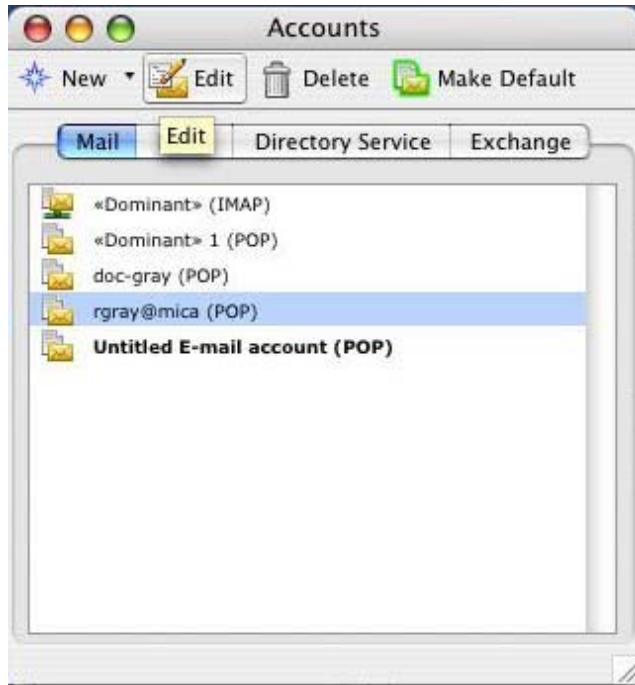 Accounts
New Edit Delete Make Default
Mail Edit Directory Service Exchange
«Dominant» (IMAP)
«Dominant» 1 (POP)
doc-gray (POP)
rgray@mica (POP)
Untitled E-mail account (POP)